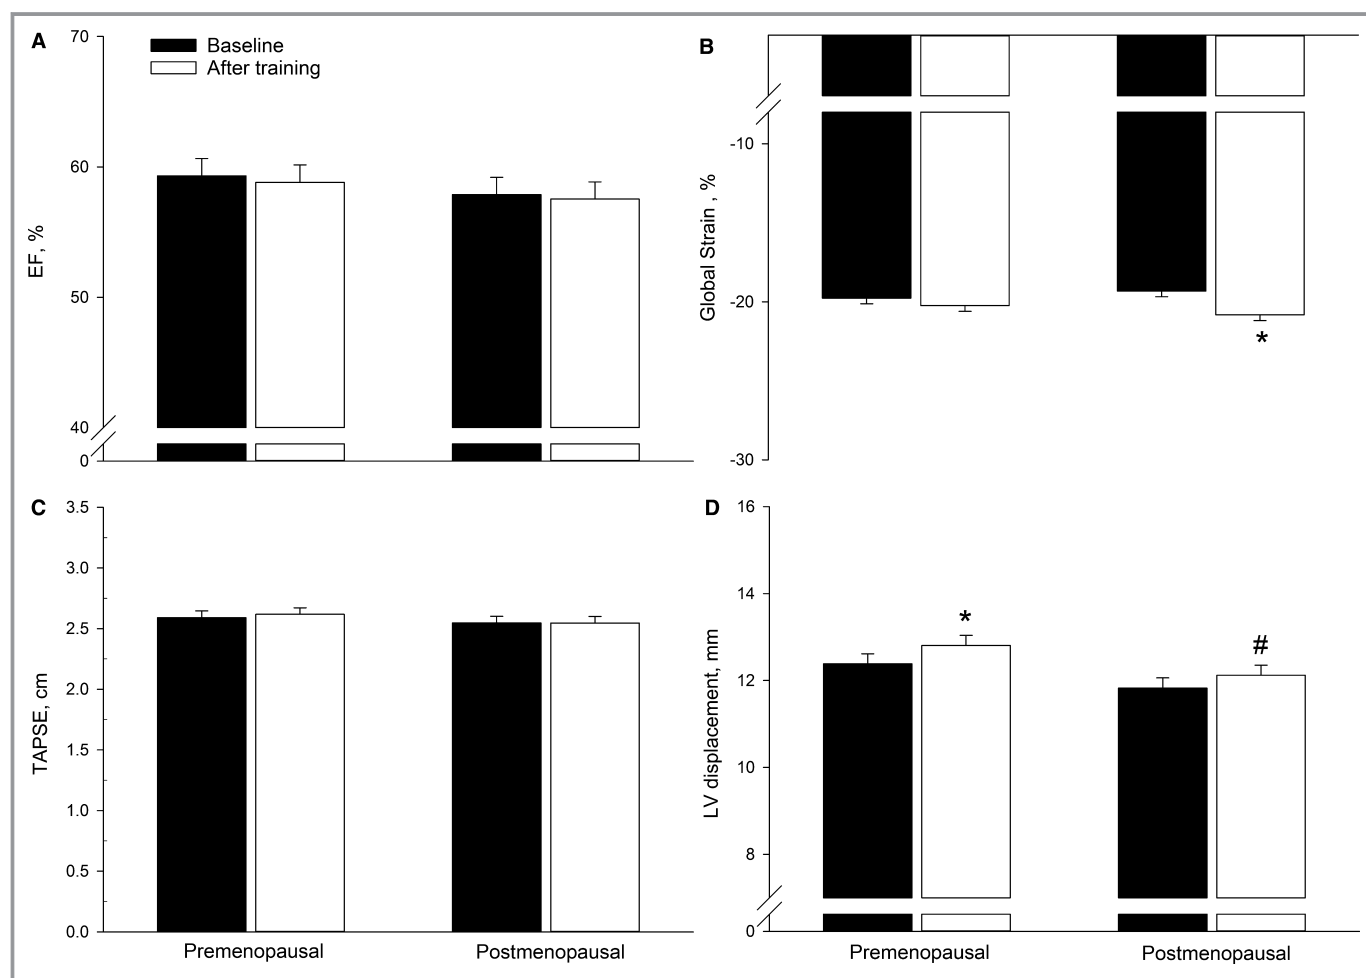 A
70
60
50
40
0
EF, %
Baseline
After training
B
-10
-20
-30
Global Strain , %
*
C
3.5
3.0
2.5
2.0
1.5
1.0
0.5
0.0
TAPSE, cm
Premenopausal
Postmenopausal
D
16
14
12
10
8
0
LV displacement, mm
*
#
Premenopausal
Postmenopausal